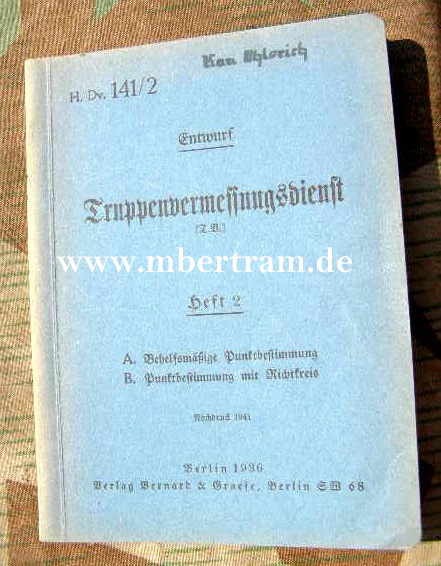 H. Dv. 141/2
Entwurf
Truppenvermessungsdienst
(T.V.)
www.mbertram.de
Heft 2
A. Behelfsmäßige Punktbestimmung
B. Punktbestimmung mit Richtkreis
Nachdruck 1941
Berlin 1936
Verlag Bernard & Graefe, Berlin SW 68